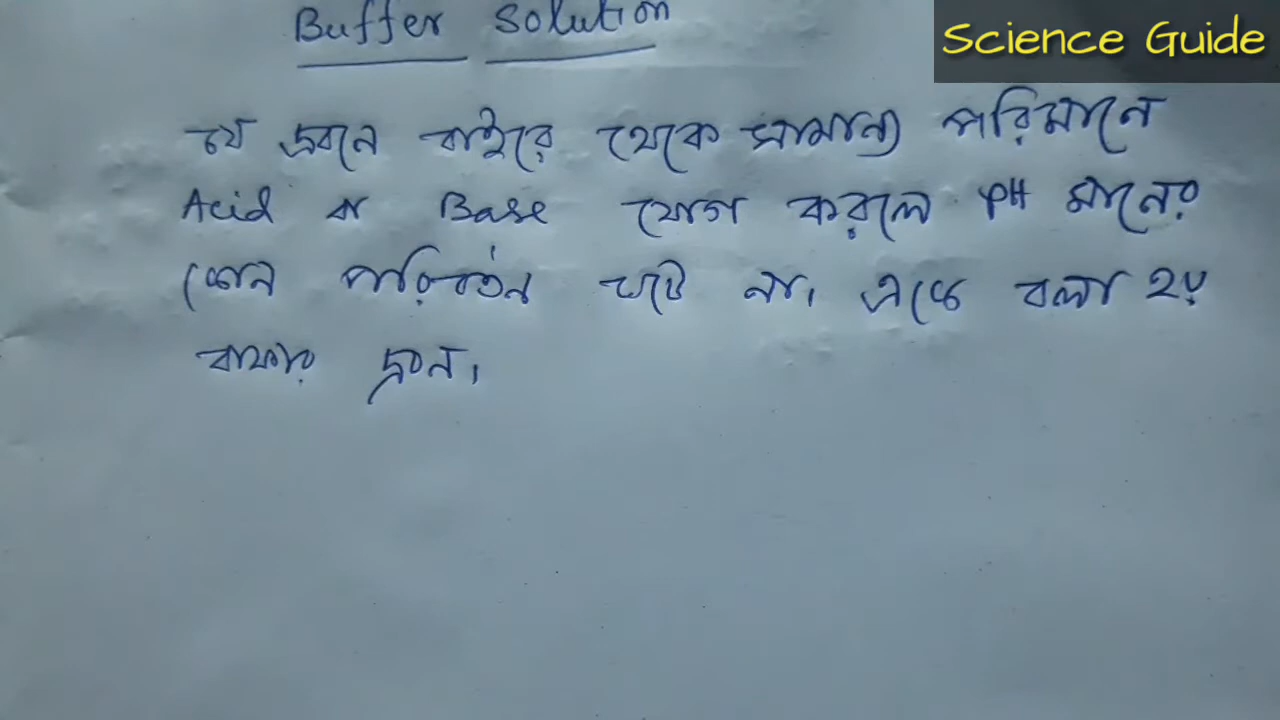 Buffer Solution
Science Guide
যে দ্রবনে বাইরে থেকে সামান্য পরিমানে
Acid বা Base যোগ করলে pH মানের
কোন পরিবর্তন ঘটে না। একে বলা হয়
বাফার দ্রবন।